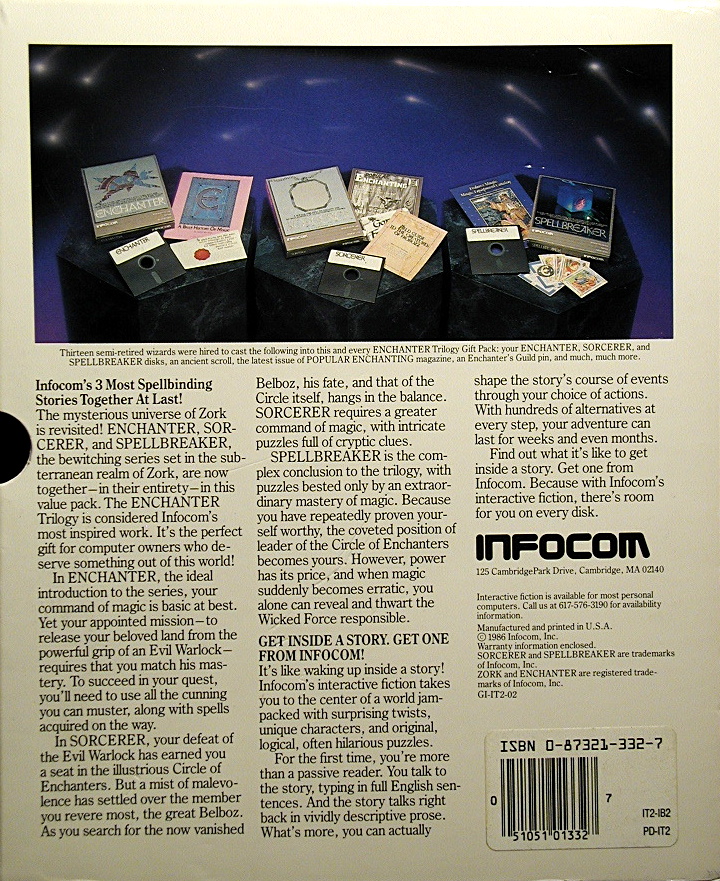 ENCHANTER
A BRIEF HISTORY OF MAGIC
ENCHANTER
SORCERER
ENCHANTING
SPELLBREAKER
SPELLBREAKER
INFOCOM
Thirteen semi-retired wizards were hired to cast the following into this and every ENCHANTER Trilogy Gift Pack: your ENCHANTER, SORCERER, and
SPELLBREAKER disks, an ancient scroll, the latest issue of POPULAR ENCHANTING magazine, an Enchanter's Guild pin, and much, much more.
Infocom's 3 Most Spellbinding
Stories Together At Last!
The mysterious universe of Zork
is revisited! ENCHANTER, SOR-
CERER, and SPELLBREAKER,
the bewitching series set in the sub-
terranean realm of Zork, are now
together—in their entirety—in this
value pack. The ENCHANTER
Trilogy is considered Infocom's
most inspired work. It's the perfect
gift for computer owners who de-
serve something out of this world!
In ENCHANTER, the ideal
introduction to the series, your
command of magic is basic at best.
Yet your appointed mission—to
release your beloved land from the
powerful grip of an Evil Warlock—
requires that you match his mas-
tery. To succeed in your quest,
you'll need to use all the cunning
you can muster, along with spells
acquired on the way.
In SORCERER, your defeat of
the Evil Warlock has earned you
a seat in the illustrious Circle of
Enchanters. But a mist of malevo-
lence has settled over the member
you revere most, the great Belboz.
As you search for the now vanished
Belboz, his fate, and that of the
Circle itself, hangs in the balance.
SORCERER requires a greater
command of magic, with intricate
puzzles full of cryptic clues.
SPELLBREAKER is the com-
plex conclusion to the trilogy, with
puzzles bested only by an extraor-
dinary mastery of magic. Because
you have repeatedly proven your-
self worthy, the coveted position of
leader of the Circle of Enchanters
becomes yours. However, power
has its price, and when magic
suddenly becomes erratic, you
alone can reveal and thwart the
Wicked Force responsible.
GET INSIDE A STORY. GET ONE
FROM INFOCOM!
It's like waking up inside a story!
Infocom's interactive fiction takes
you to the center of a world jam-
packed with surprising twists,
unique characters, and original,
logical, often hilarious puzzles.
For the first time, you're more
than a passive reader. You talk to
the story, typing in full English sen-
tences. And the story talks right
back in vividly descriptive prose.
What's more, you can actually
shape the story's course of events
through your choice of actions.
With hundreds of alternatives at
every step, your adventure can
last for weeks and even months.
Find out what it's like to get
inside a story. Get one from
Infocom. Because with Infocom's
interactive fiction, there's room
for you on every disk.
INFOCOM
125 CambridgePark Drive, Cambridge, MA 02140
Interactive fiction is available for most personal
computers. Call us at 617-576-3190 for availability
information.
Manufactured and printed in U.S.A.
© 1986 Infocom, Inc.
Warranty information enclosed.
SORCERER and SPELLBREAKER are trademarks
of Infocom, Inc.
ZORK and ENCHANTER are registered trade-
marks of Infocom, Inc.
GI-IT2-02
ISBN 0-87321-332-7
0
7
51051 01332
IT2-IB2
PD-IT2